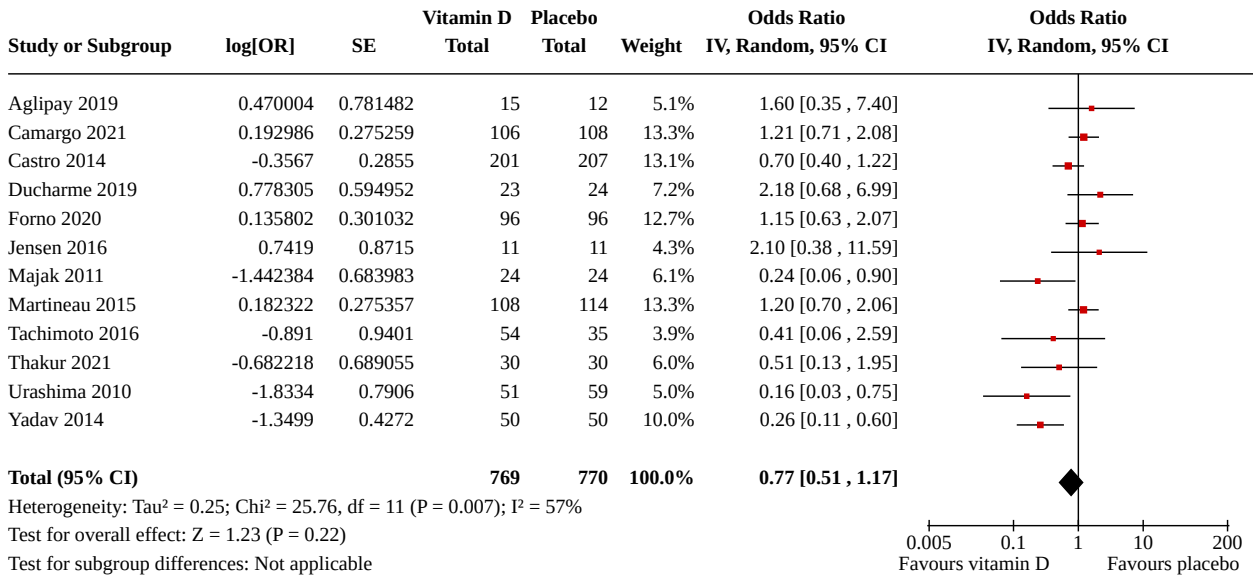 Vitamin D Placebo Odds Ratio Odds Ratio
Study or Subgroup log[OR] SE Total Total Weight IV, Random, 95% CI IV, Random, 95% CI
Aglipay 2019 0.470004 0.781482 15 12 5.1% 1.60 [0.35 , 7.40]
Camargo 2021 0.192986 0.275259 106 108 13.3% 1.21 [0.71 , 2.08]
Castro 2014 -0.3567 0.2855 201 207 13.1% 0.70 [0.40 , 1.22]
Ducharme 2019 0.778305 0.594952 23 24 7.2% 2.18 [0.68 , 6.99]
Forno 2020 0.135802 0.301032 96 96 12.7% 1.15 [0.63 , 2.07]
Jensen 2016 0.7419 0.8715 11 11 4.3% 2.10 [0.38 , 11.59]
Majak 2011 -1.442384 0.683983 24 24 6.1% 0.24 [0.06 , 0.90]
Martineau 2015 0.182322 0.275357 108 114 13.3% 1.20 [0.70 , 2.06]
Tachimoto 2016 -0.891 0.9401 54 35 3.9% 0.41 [0.06 , 2.59]
Thakur 2021 -0.682218 0.689055 30 30 6.0% 0.51 [0.13 , 1.95]
Urashima 2010 -1.8334 0.7906 51 59 5.0% 0.16 [0.03 , 0.75]
Yadav 2014 -1.3499 0.4272 50 50 10.0% 0.26 [0.11 , 0.60]
Total (95% CI) 769 770 100.0% 0.77 [0.51 , 1.17]
Heterogeneity: Tau² = 0.25; Chi² = 25.76, df = 11 (P = 0.007); I² = 57%
Test for overall effect: Z = 1.23 (P = 0.22)
0.005 0.1 1 10 200
Test for subgroup differences: Not applicable
Favours vitamin D Favours placebo